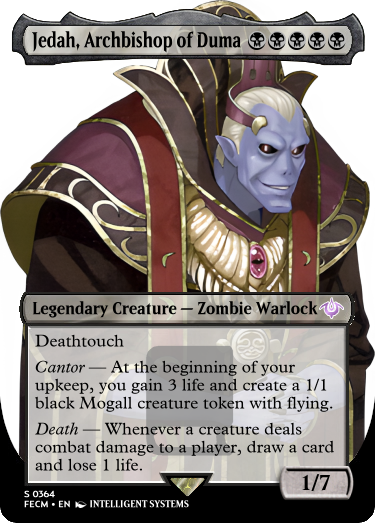 Jedah, Archbishop of Duma
Legendary Creature — Zombie Warlock
Deathtouch
Cantor — At the beginning of your
upkeep, you gain 3 life and create a 1/1
black Mogall creature token with flying.
Death — Whenever a creature deals
combat damage to a player, draw a card
and lose 1 life.
1/7
S 0364
FECM • EN INTELLIGENT SYSTEMS